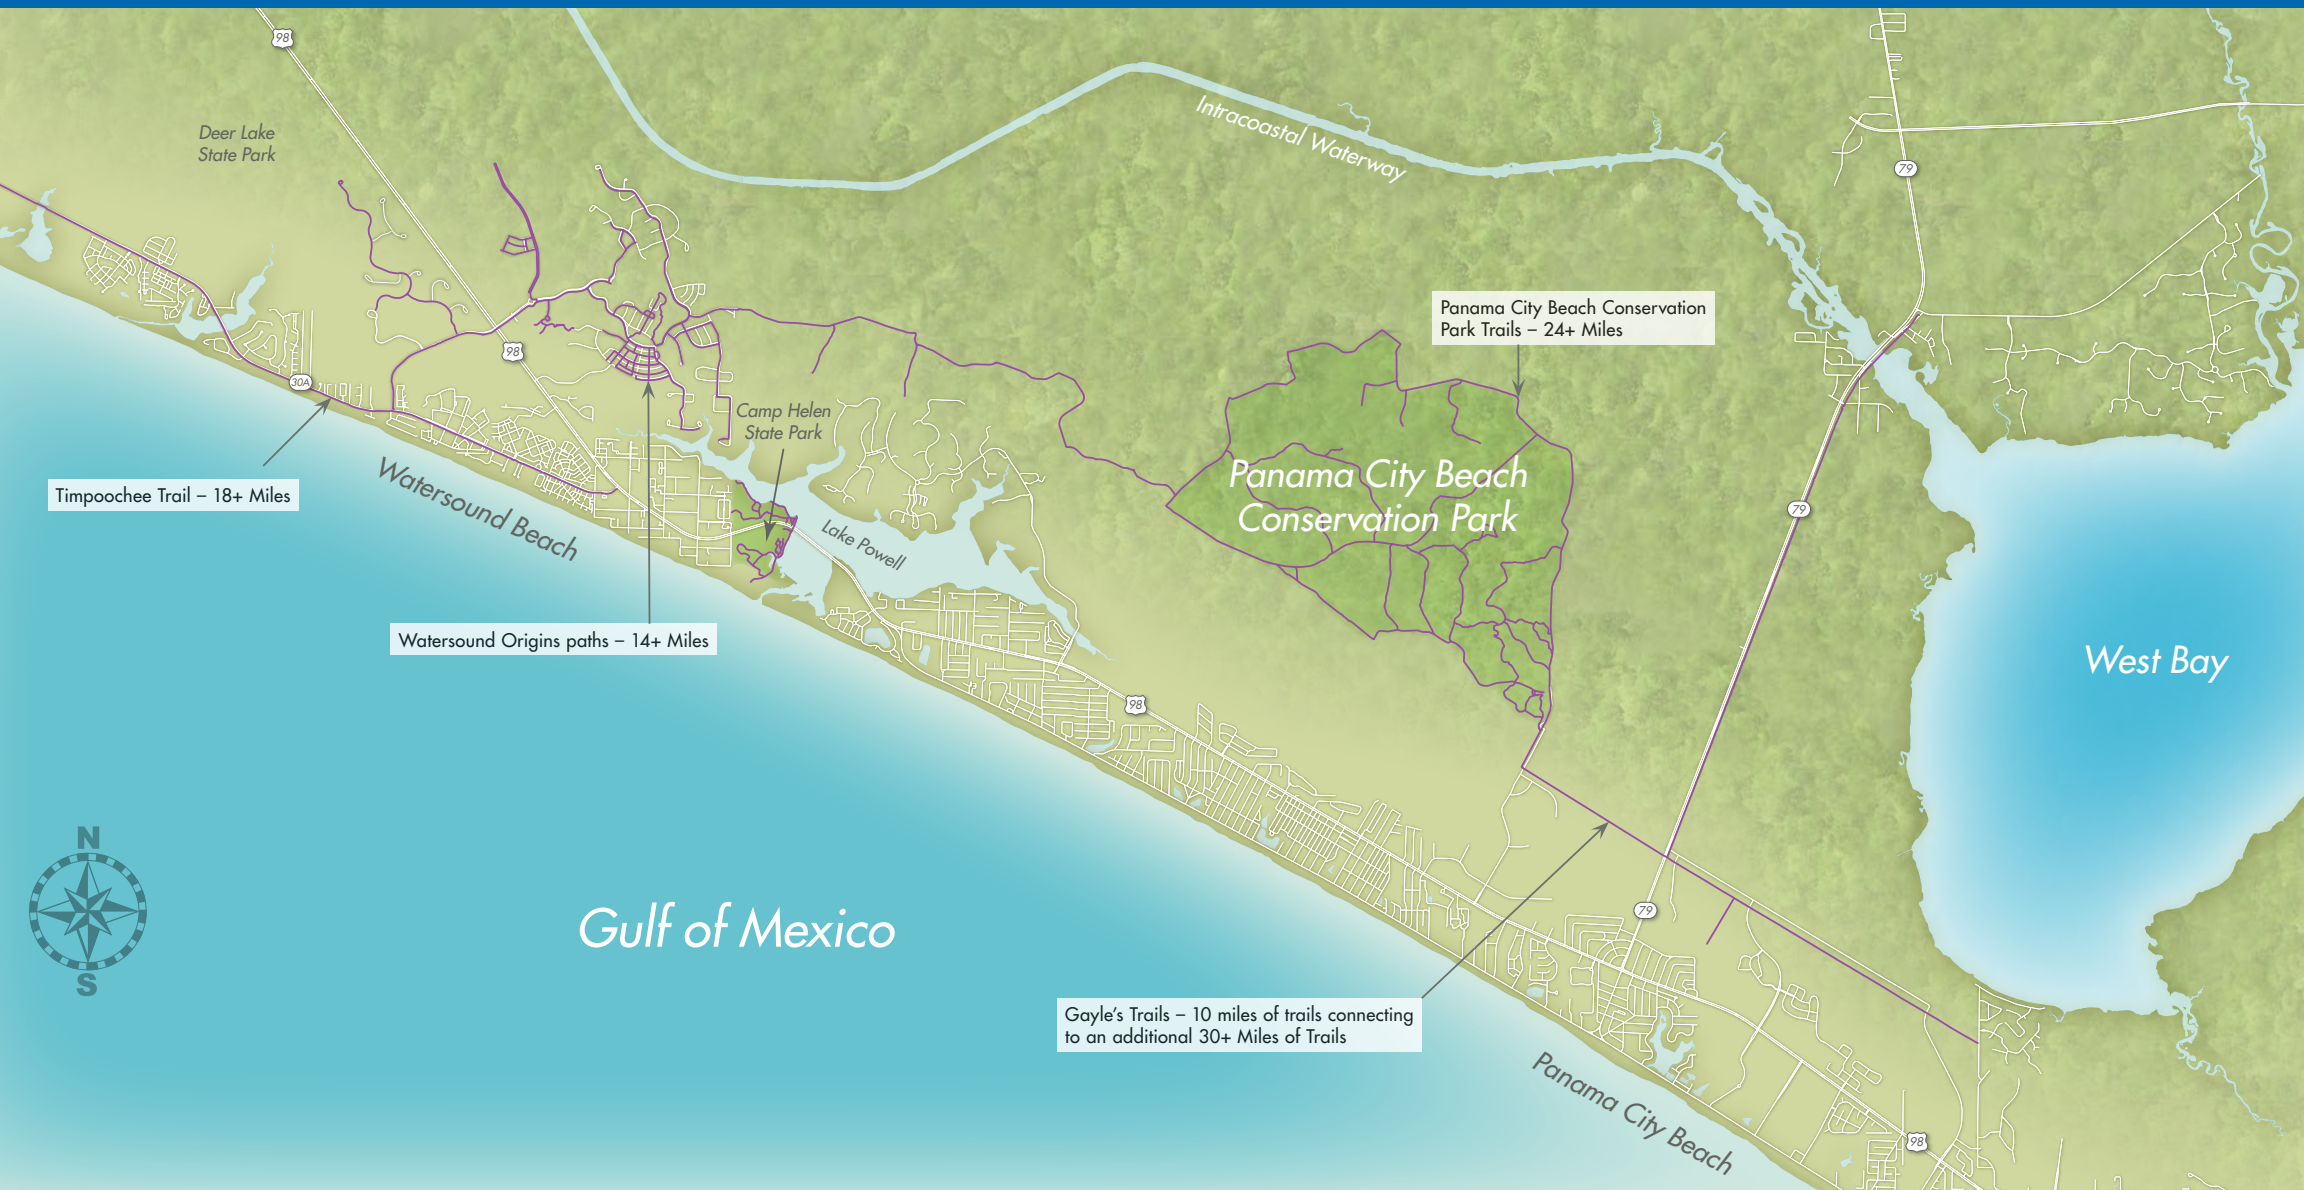 98
Deer Lake
State Park
Intracoastal Waterway
79
Panama City Beach Conservation
Park Trails – 24+ Miles
98
30A
Camp Helen
State Park
Panama City Beach
Conservation Park
Timpoochee Trail – 18+ Miles
Watersound Beach
79
Lake Powell
Watersound Origins paths – 14+ Miles
West Bay
98
N
S
Gulf of Mexico
79
Gayle's Trails – 10 miles of trails connecting
to an additional 30+ Miles of Trails
Panama City Beach
98